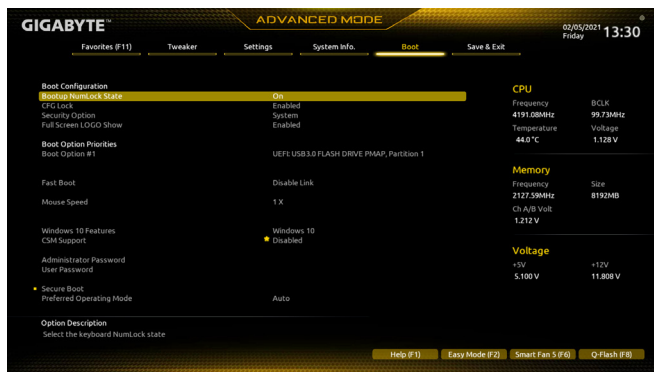 GIGABYTE™
ADVANCED MODE
02/05/2021
Friday
13:30
Favorites (F11) Tweaker Settings System Info. Boot Save & Exit
Boot Configuration
Bootup NumLock State On
CFG Lock Enabled
Security Option System
Full Screen LOGO Show Enabled
Boot Option Priorities
Boot Option #1 UEFI: USB3.0 FLASH DRIVE PMAP, Partition 1
Fast Boot Disable Link
Mouse Speed 1 X
Windows 10 Features Windows 10
CSM Support Disabled
Administrator Password
User Password
Secure Boot
Preferred Operating Mode Auto
Option Description
Select the keyboard NumLock state
CPU
Frequency BCLK
4191.08MHz 99.73MHz
Temperature Voltage
44.0 °C 1.128 V
Memory
Frequency Size
2127.59MHz 8192MB
Ch A/B Volt
1.212 V
Voltage
+5V +12V
5.100 V 11.808 V
Help (F1) Easy Mode (F2) Smart Fan 5 (F6) Q-Flash (F8)